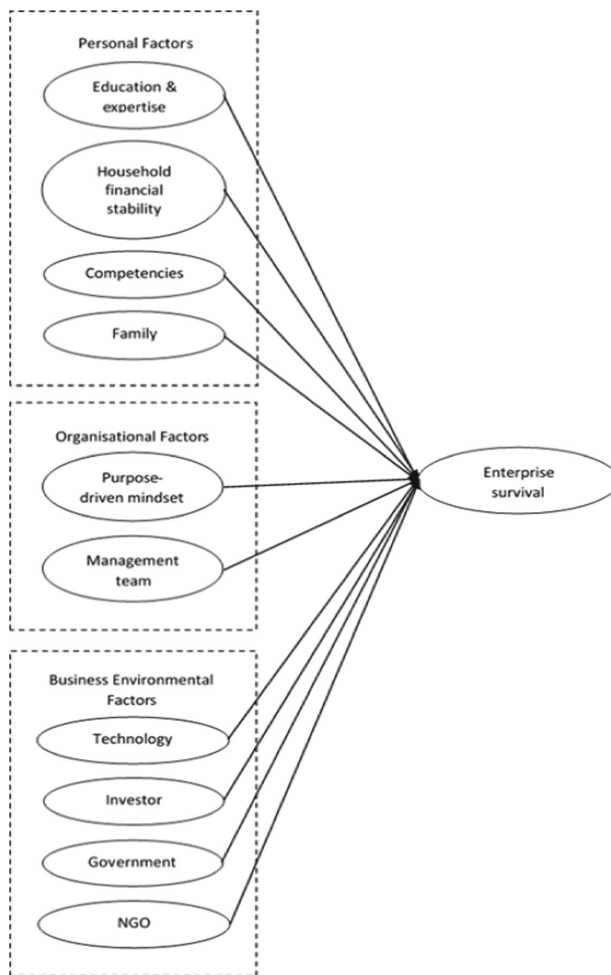 Personal Factors
Education &
expertise
Household
financial
stability
Competencies
Family
Organisational Factors
Purpose-
driven mindset
Management
team
Enterprise
survival
Business Environmental
Factors
Technology
Investor
Government
NGO